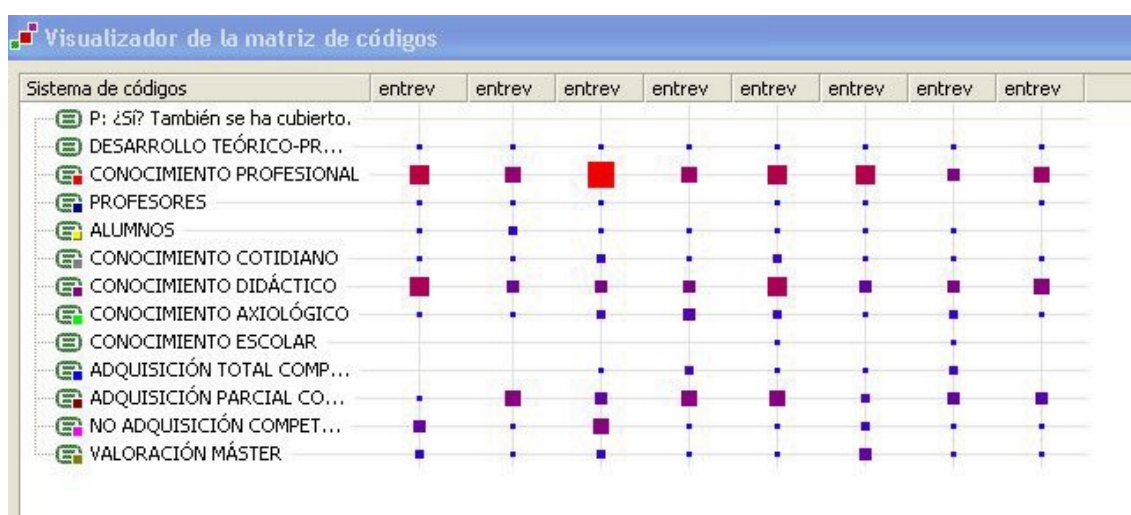 Visualizador de la matriz de códigos
Sistema de códigos entrev entrev entrev entrev entrev entrev entrev entrev
P: ¿Sí? También se ha cubierto.
DESARROLLO TEÓRICO-PR...
CONOCIMIENTO PROFESIONAL
PROFESORES
ALUMNOS
CONOCIMIENTO COTIDIANO
CONOCIMIENTO DIDÁCTICO
CONOCIMIENTO AXIOLÓGICO
CONOCIMIENTO ESCOLAR
ADQUISICIÓN TOTAL COMP...
ADQUISICIÓN PARCIAL CO...
NO ADQUISICIÓN COMPET...
VALORACIÓN MÁSTER